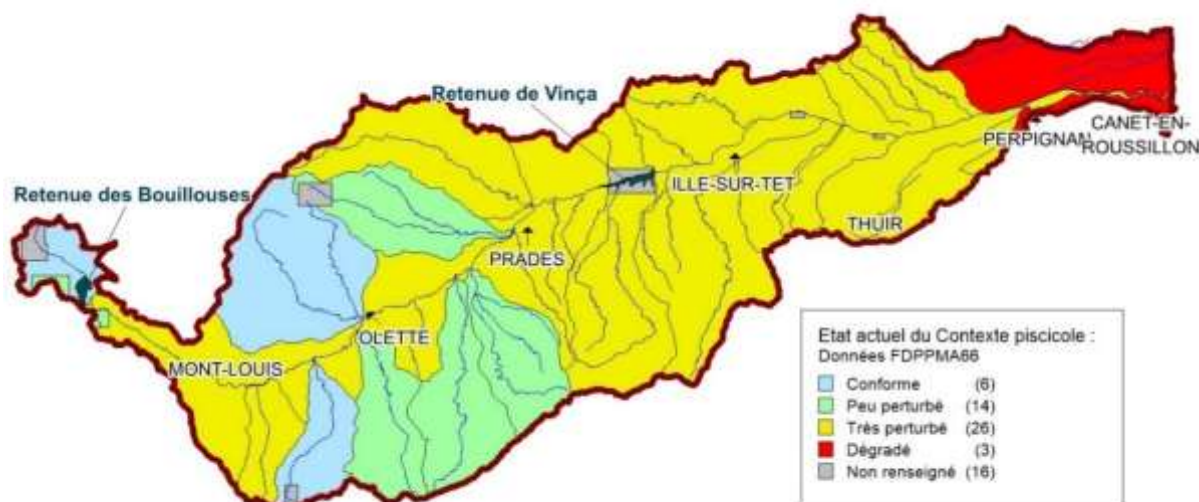 Retenue de Vinça
PERPIGNAN
CANET-EN-
ROUSSILLON
Retenue des Bouillouses
ILLE-SUR-TET
THUIR
PRADES
OLETTE
MONT-LOUIS
Etat actuel du Contexte piscicole :
Données FDPPMA66
Conforme (6)
Peu perturbé (14)
Très perturbé (26)
Dégradé (3)
Non renseigné (16)